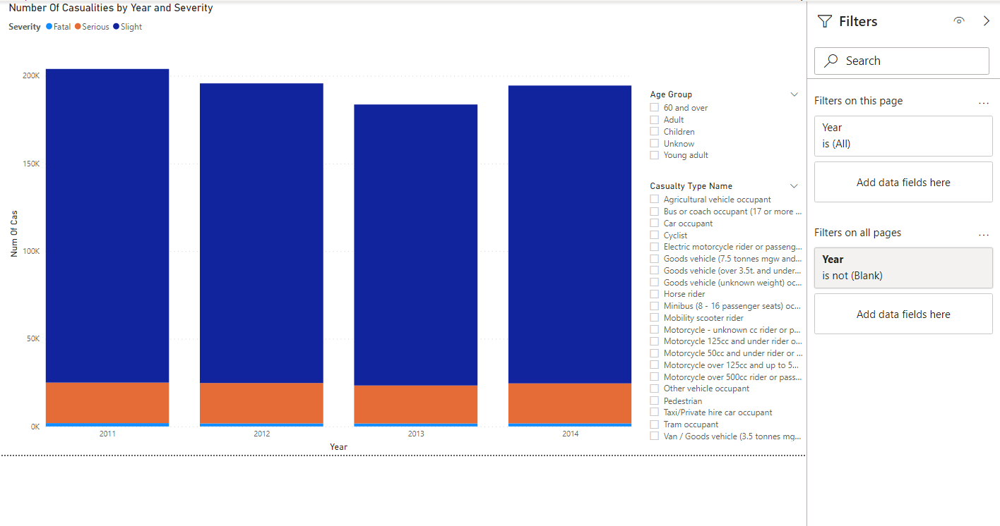 Number Of Casualities by Year and Severity
Severity Fatal Serious Slight
200K
150K
100K
50K
0K
Num Of Cas
2011 2012 2013 2014
Year
Age Group
60 and over
Adult
Children
Unknow
Young adult
Casualty Type Name
Agricultural vehicle occupant
Bus or coach occupant (17 or more ...
Car occupant
Cyclist
Electric motorcycle rider or passeng...
Goods vehicle (7.5 tonnes mgw and...
Goods vehicle (over 3.5t. and under...
Goods vehicle (unknown weight) oc...
Horse rider
Minibus (8 - 16 passenger seats) oc...
Mobility scooter rider
Motorcycle - unknown cc rider or p...
Motorcycle 125cc and under rider o...
Motorcycle 50cc and under rider or ...
Motorcycle over 125cc and up to 5...
Motorcycle over 500cc rider or pass...
Other vehicle occupant
Pedestrian
Taxi/Private hire car occupant
Tram occupant
Van / Goods vehicle (3.5 tonnes mg...
Filters
Search
Filters on this page
...
Year
is (All)
Add data fields here
Filters on all pages
...
Year
is not (Blank)
Add data fields here